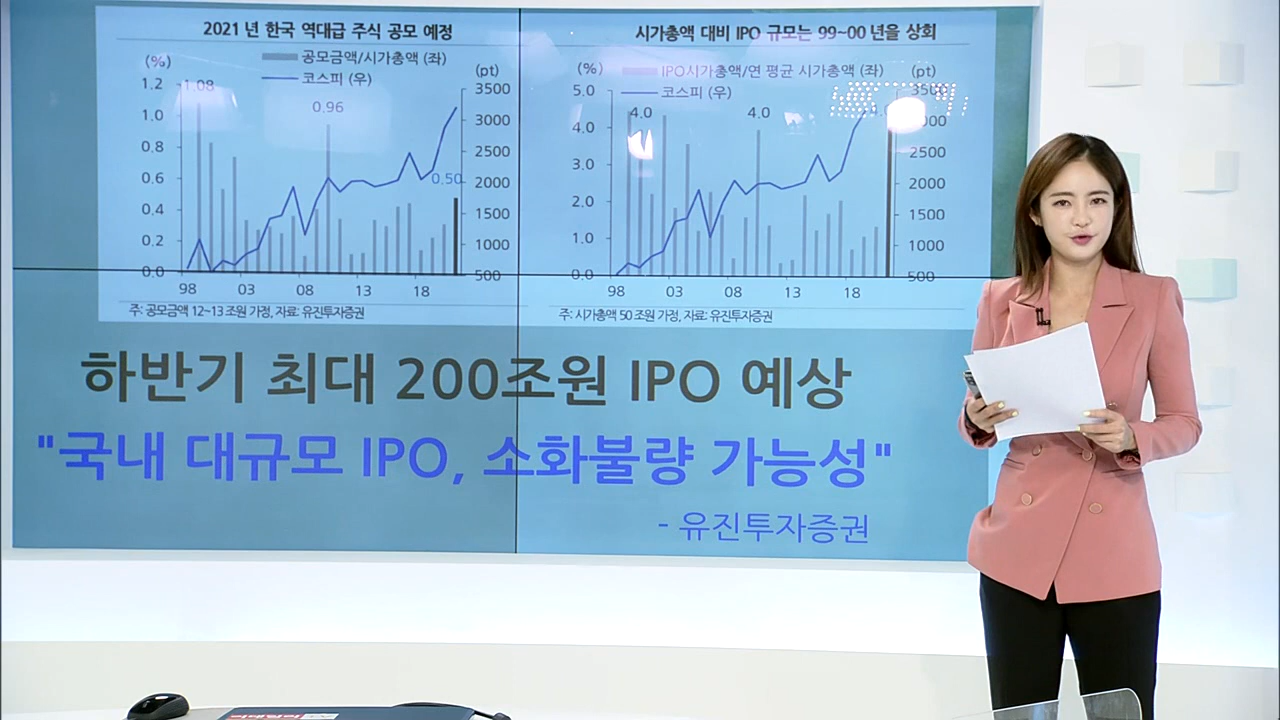 2021 년 한국 역대급 주식 공모 예정
(%)
공모금액/시가총액 (좌)
코스피 (우)
(pt)
1.2
1.0
0.8
0.6
0.4
0.2
0.0
1.08
0.96
0.50
3500
3000
2500
2000
1500
1000
500
98 03 08 13 18
주: 공모금액 12~13 조원 가정, 자료: 유진투자증권
시가총액 대비 IPO 규모는 99~00 년을 상회
(%)
IPO시가총액/연 평균 시가총액 (좌)
코스피 (우)
(pt)
5.0
4.0
3.0
2.0
1.0
0.0
4.0
4.0
3500
3000
2500
2000
1500
1000
500
98 03 08 13 18
주: 시가총액 50 조원 가정, 자료: 유진투자증권
하반기 최대 200조원 IPO 예상
"국내 대규모 IPO, 소화불량 가능성"
- 유진투자증권